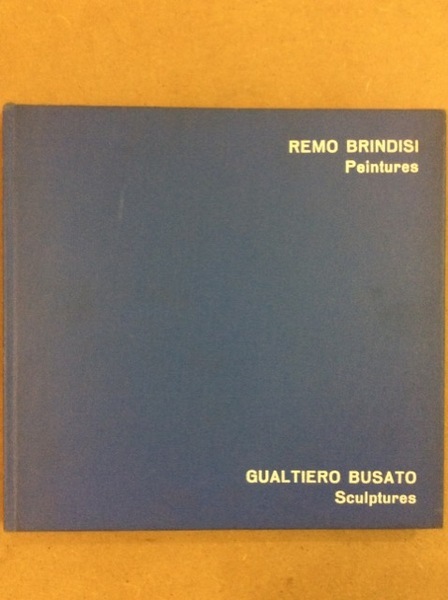 REMO BRINDISI
Peintures
GUALTIERO BUSATO
Sculptures